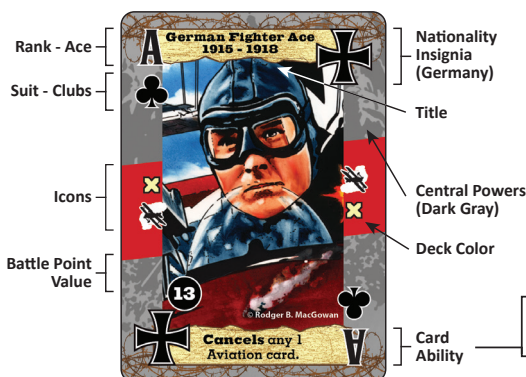 Rank - Ace
Suit - Clubs
Icons
Battle Point
Value
A
German Fighter Ace
1915 - 1918
13
© Rodger B. MacGowan
Cancels any 1
Aviation card.
A
Nationality
Insignia
(Germany)
Title
Central Powers
(Dark Gray)
Deck Color
Card
Ability